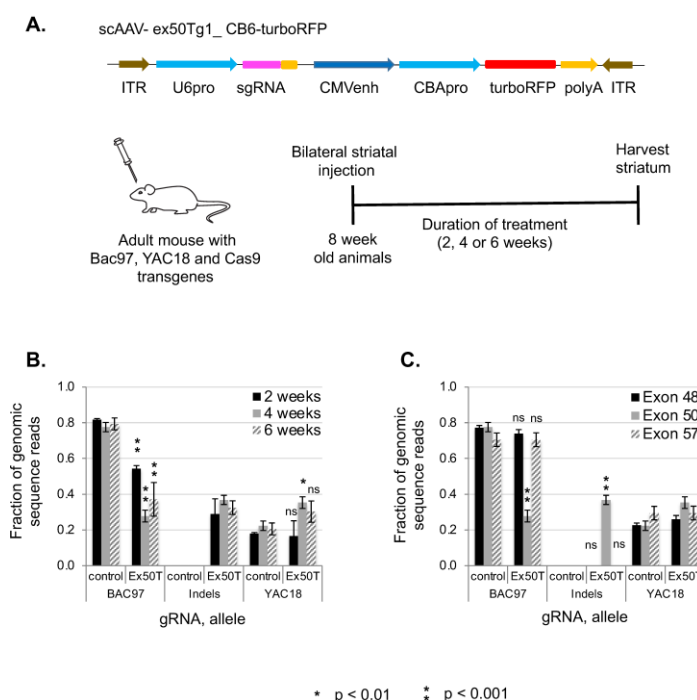 A.
scAAV- ex50Tg1_ CB6-turboRFP
ITR U6pro sgRNA CMVenh CBApro turboRFP polyA ITR
Bilateral striatal
injection
Harvest
striatum
Adult mouse with
Bac97, YAC18 and Cas9
transgenes
8 week
old animals
Duration of treatment
(2, 4 or 6 weeks)
B.
Fraction of genomic
sequence reads
1.0
0.8
0.6
0.4
0.2
0.0
2 weeks
4 weeks
6 weeks
* * * * * * ns * ns
control Ex50T control Ex50T control Ex50T
BAC97 Indels YAC18
gRNA, allele
C.
Fraction of genomic
sequence reads
1.0
0.8
0.6
0.4
0.2
0.0
Exon 48
Exon 50
Exon 57
ns * * ns ns * * ns
control Ex50T control Ex50T control Ex50T
BAC97 Indels YAC18
gRNA, allele
* p < 0.01 * * p < 0.001